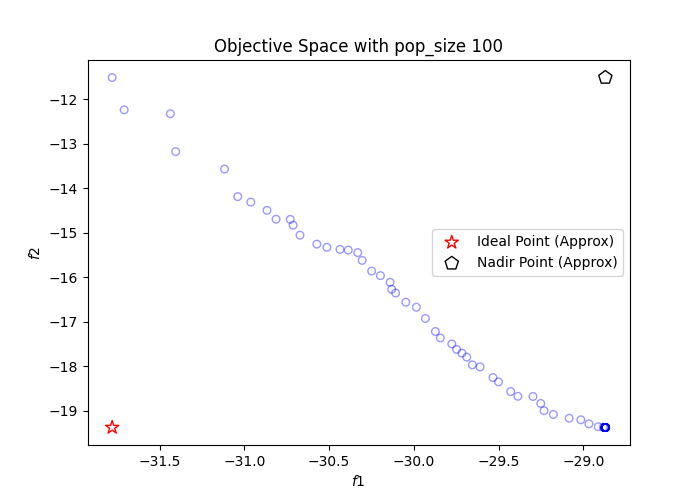 Objective Space with pop_size 100
−12
−13
−14
−15
−16
−17
−18
−19
f2
Ideal Point (Approx)
Nadir Point (Approx)
−31.5 −31.0 −30.5 −30.0 −29.5 −29.0
f1